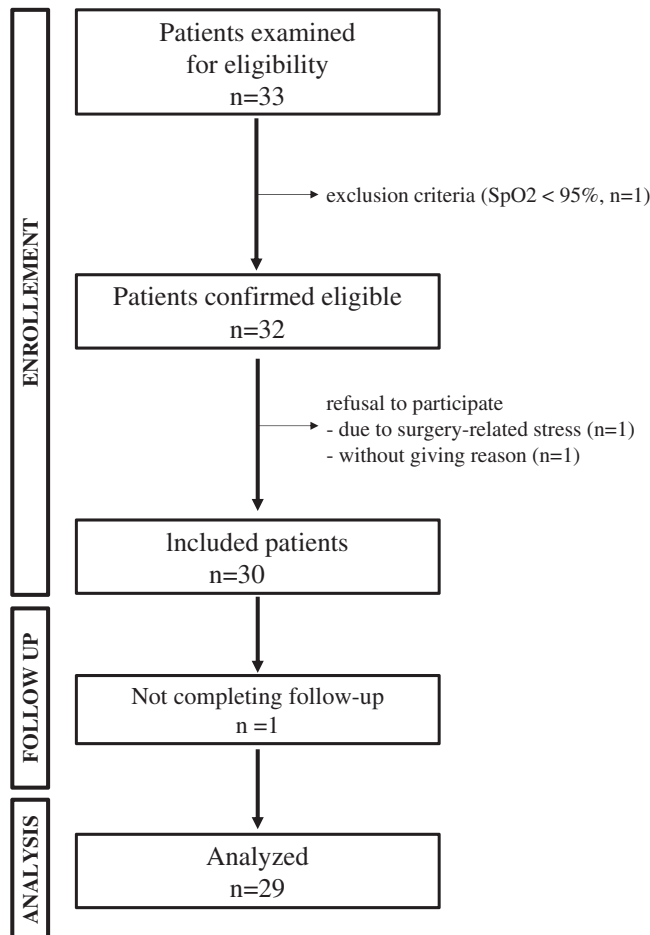 Patients examined
for eligibility
n=33
exclusion criteria (SpO2 < 95%, n=1)
ENROLLEMENT
Patients confirmed eligible
n=32
refusal to participate
- due to surgery-related stress (n=1)
- without giving reason (n=1)
Included patients
n=30
FOLLOW UP
Not completing follow-up
n =1
ANALYSIS
Analyzed
n=29